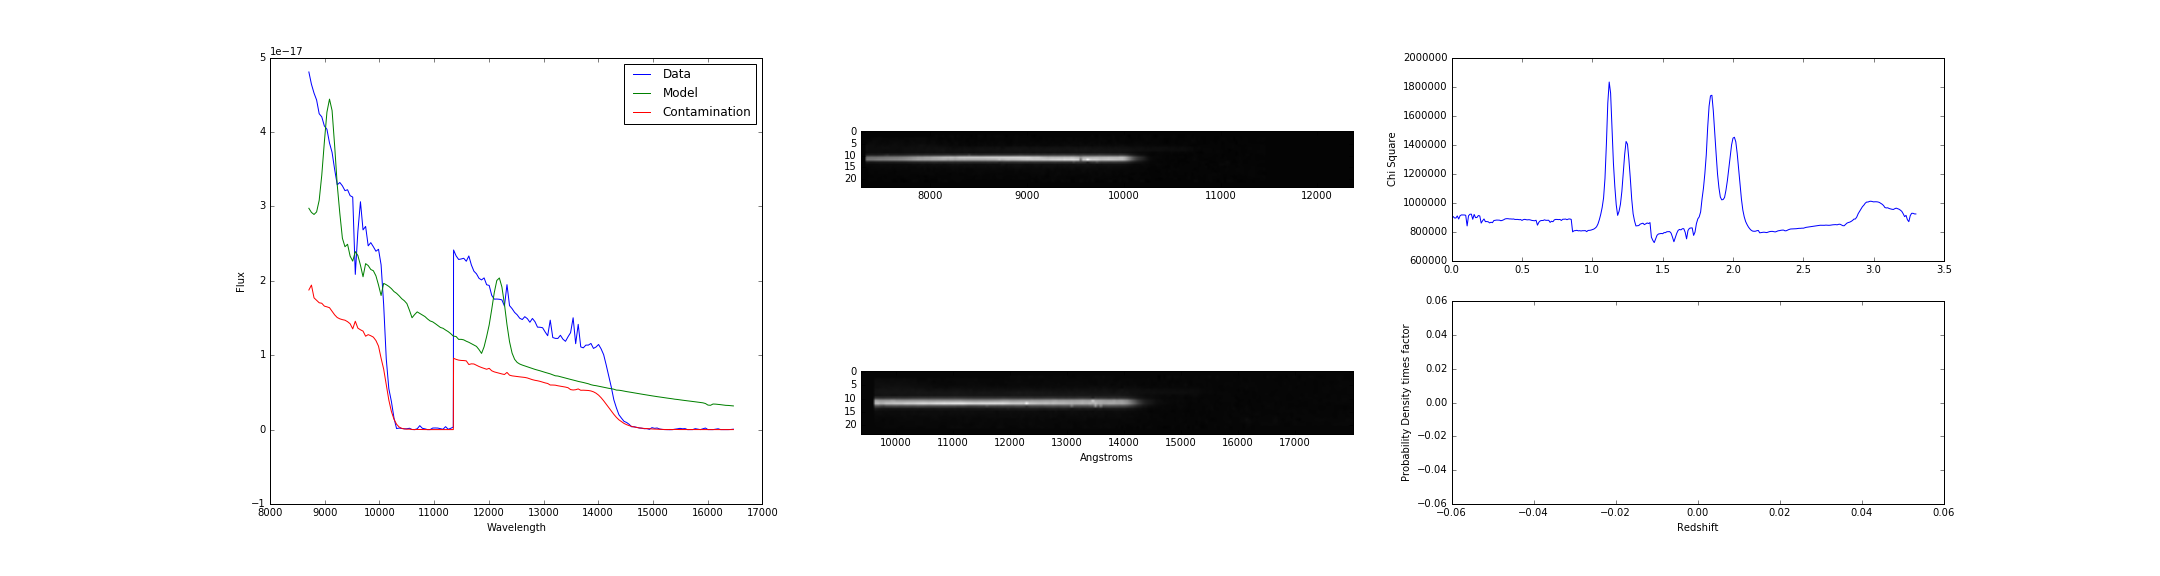 1e−17
5
4
3
2
1
0
−1
8000 9000 10000 11000 12000 13000 14000 15000 16000 17000
Wavelength
Flux
Data
Model
Contamination
0
5
10
15
20
8000 9000 10000 11000 12000
0
5
10
15
20
10000 11000 12000 13000 14000 15000 16000 17000
Angstroms
2000000
1800000
1600000
1400000
1200000
1000000
800000
600000
0.0 0.5 1.0 1.5 2.0 2.5 3.0 3.5
Chi Square
0.06
0.04
0.02
0.00
−0.02
−0.04
−0.06
−0.06 −0.04 −0.02 0.00 0.02 0.04 0.06
Redshift
Probability Density times factor